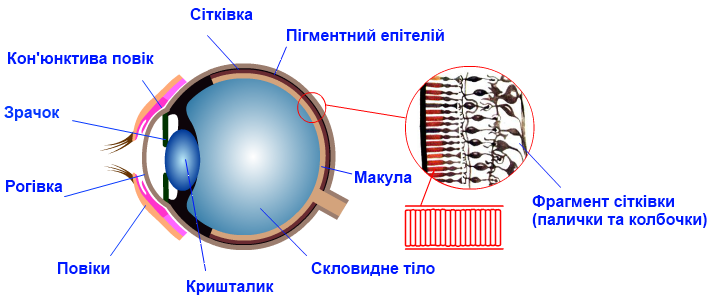 Сітківка
Пігментний епітелій
Кон'юнктива повік
Зрачок
Рогівка
Макула
Фрагмент сітківки
(палички та колбочки)
Повіки
Скловидне тіло
Кришталик